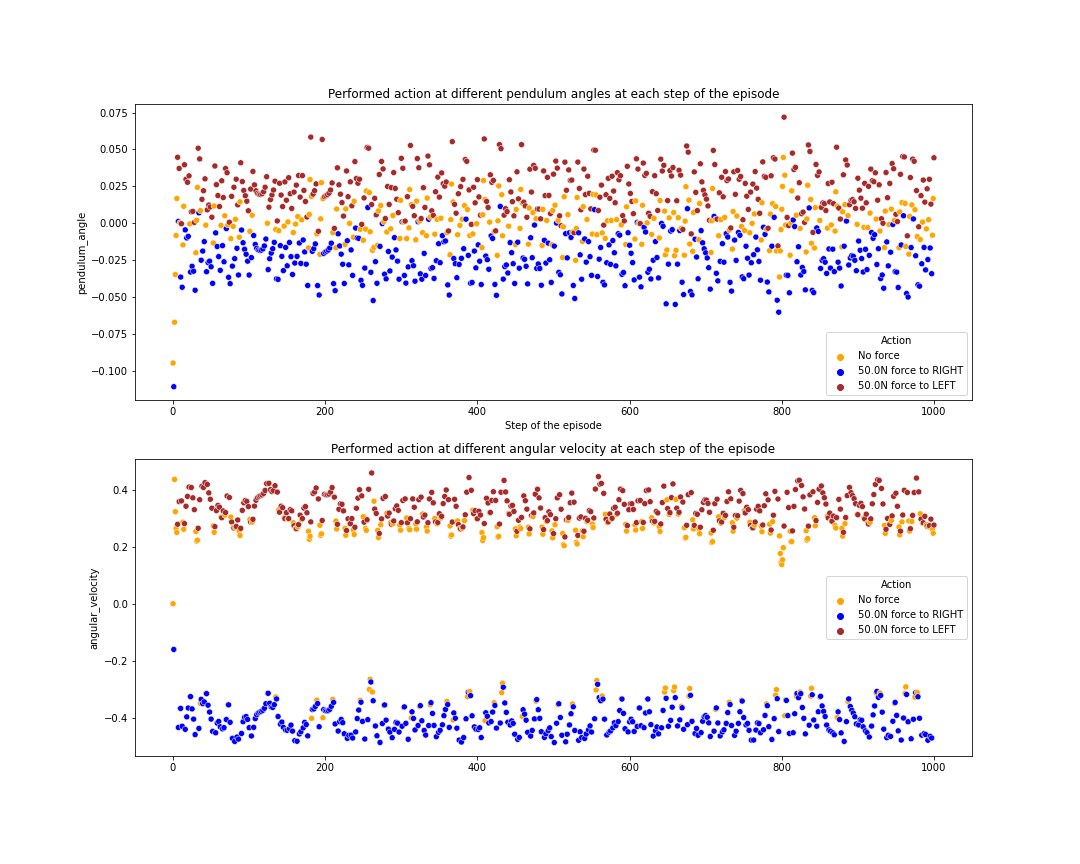 Performed action at different pendulum angles at each step of the episode
pendulum_angle
0.075
0.050
0.025
0.000
−0.025
−0.050
−0.075
−0.100
Action
No force
50.0N force to RIGHT
50.0N force to LEFT
0 200 400 600 800 1000
Step of the episode
Performed action at different angular velocity at each step of the episode
angular_velocity
0.4
0.2
0.0
−0.2
−0.4
Action
No force
50.0N force to RIGHT
50.0N force to LEFT
0 200 400 600 800 1000